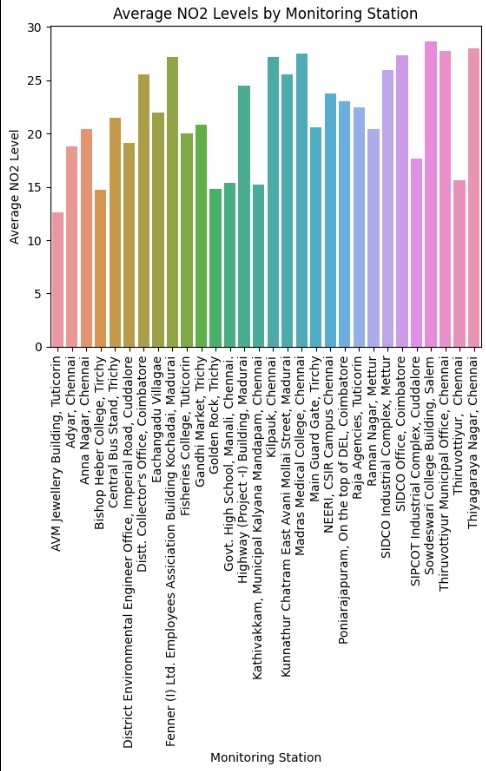 Average NO2 Levels by Monitoring Station
Average NO2 Level
30
25
20
15
10
5
0
AVM Jewellery Building, Tuticorin
Adyar, Chennai
Anna Nagar, Chennai
Bishop Heber College, Tirchy
Central Bus Stand, Trichy
District Environmental Engineer Office, Imperial Road, Cuddalore
Distt. Collector's Office, Coimbatore
Eachangadu Villagae
Fenner (I) Ltd. Employees Assiciation Building Kochadai, Madurai
Fisheries College, Tuticorin
Gandhi Market, Trichy
Golden Rock, Trichy
Govt. High School, Manali, Chennai.
Highway (Project -I) Building, Madurai
Kathivakkam, Municipal Kalyana Mandapam, Chennai
Kilpauk, Chennai
Kunnathur Chatram East Avani Mollai Street, Madurai
Madras Medical College, Chennai
Main Guard Gate, Tirchy
NEERI, CSIR Campus Chennai
Poniarajapuram, On the top of DEL, Coimbatore
Raja Agencies, Tuticorin
Raman Nagar, Mettur
SIDCO Industrial Complex, Mettur
SIDCO Office, Coimbatore
SIPCOT Industrial Complex, Cuddalore
Sowdeswari College Building, Salem
Thiruvottiyur Municipal Office, Chennai
Thiruvottiyur, Chennai
Thiyagaraya Nagar, Chennai
Monitoring Station